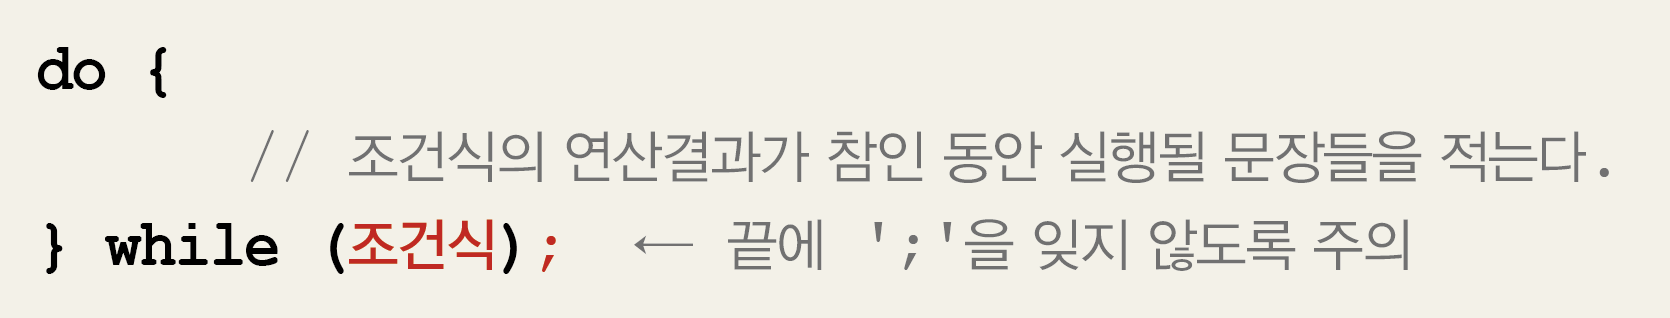 do {
// 조건식의 연산결과가 참인 동안 실행될 문장들을 적는다.
} while (조건식); ← 끝에 ';'을 잊지 않도록 주의